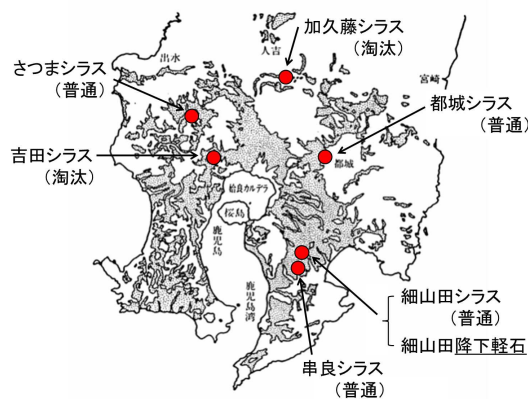 加久藤シラス
（淘汰）
人吉
出水
さつまシラス
（普通）
宮崎
都城シラス
（普通）
吉田シラス
（淘汰）
都城
姶良カルデラ
桜島
鹿児島
鹿児島湾
細山田シラス
（普通）
細山田降下軽石
串良シラス
（普通）